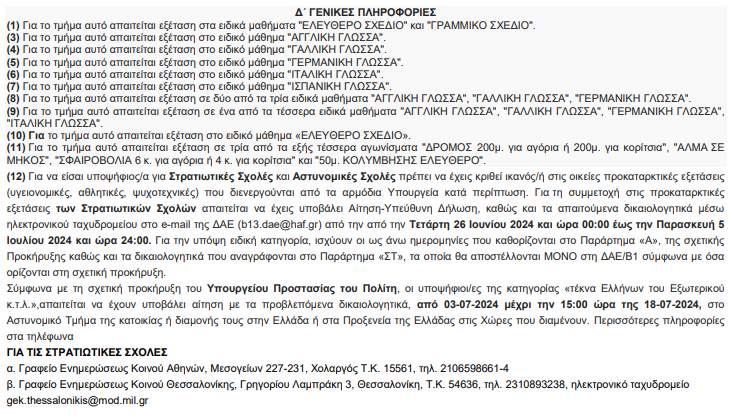 Δ΄ ΓΕΝΙΚΕΣ ΠΛΗΡΟΦΟΡΙΕΣ
(1) Για το τμήμα αυτό απαιτείται εξέταση στα ειδικά μαθήματα "ΕΛΕΥΘΕΡΟ ΣΧΕΔΙΟ" και "ΓΡΑΜΜΙΚΟ ΣΧΕΔΙΟ".
(3) Για το τμήμα αυτό απαιτείται εξέταση στο ειδικό μάθημα "ΑΓΓΛΙΚΗ ΓΛΩΣΣΑ".
(4) Για το τμήμα αυτό απαιτείται εξέταση στο ειδικό μάθημα "ΓΑΛΛΙΚΗ ΓΛΩΣΣΑ".
(5) Για το τμήμα αυτό απαιτείται εξέταση στο ειδικό μάθημα "ΓΕΡΜΑΝΙΚΗ ΓΛΩΣΣΑ".
(6) Για το τμήμα αυτό απαιτείται εξέταση στο ειδικό μάθημα "ΙΤΑΛΙΚΗ ΓΛΩΣΣΑ".
(7) Για το τμήμα αυτό απαιτείται εξέταση στο ειδικό μάθημα "ΙΣΠΑΝΙΚΗ ΓΛΩΣΣΑ".
(8) Για το τμήμα αυτό απαιτείται εξέταση σε δύο από τα τρία ειδικά μαθήματα "ΑΓΓΛΙΚΗ ΓΛΩΣΣΑ", "ΓΑΛΛΙΚΗ ΓΛΩΣΣΑ", "ΓΕΡΜΑΝΙΚΗ ΓΛΩΣΣΑ".
(9) Για το τμήμα αυτό απαιτείται εξέταση σε ένα από τα τέσσερα ειδικά μαθήματα "ΑΓΓΛΙΚΗ ΓΛΩΣΣΑ", "ΓΑΛΛΙΚΗ ΓΛΩΣΣΑ", "ΓΕΡΜΑΝΙΚΗ ΓΛΩΣΣΑ",
"ΙΤΑΛΙΚΗ ΓΛΩΣΣΑ".
(10) Για το τμήμα αυτό απαιτείται εξέταση στο ειδικό μάθημα «ΕΛΕΥΘΕΡΟ ΣΧΕΔΙΟ».
(11) Για το τμήμα αυτό απαιτείται εξέταση σε τρία από τα εξής τέσσερα αγωνίσματα "ΔΡΟΜΟΣ 200μ. για αγόρια ή 200μ. για κορίτσια", "ΑΛΜΑ ΣΕ
ΜΗΚΟΣ", "ΣΦΑΙΡΟΒΟΛΙΑ 6 κ. για αγόρια ή 4 κ. για κορίτσια" και "50μ. ΚΟΛΥΜΒΗΣΗΣ ΕΛΕΥΘΕΡΟ".
(12) Για να είσαι υποψήφιος/α για Στρατιωτικές Σχολές και Αστυνομικές Σχολές πρέπει να έχεις κριθεί ικανός/ή στις οικείες προκαταρκτικές εξετάσεις
(υγειονομικές, αθλητικές, ψυχοτεχνικές) που διενεργούνται από τα αρμόδια Υπουργεία κατά περίπτωση. Για τη συμμετοχή στις προκαταρκτικές
εξετάσεις των Στρατιωτικών Σχολών απαιτείται να έχεις υποβάλει Αίτηση-Υπεύθυνη Δήλωση, καθώς και τα απαιτούμενα δικαιολογητικά μέσω
ηλεκτρονικού ταχυδρομείου στο e-mail της ΔΑΕ (b13.dae@haf.gr) από την από την Τετάρτη 26 Ιουνίου 2024 και ώρα 00:00 έως την Παρασκευή 5
Ιουλίου 2024 και ώρα 24:00. Για την υπόψη ειδική κατηγορία, ισχύουν οι ως άνω ημερομηνίες που καθορίζονται στο Παράρτημα «Α», της σχετικής
Προκήρυξης καθώς και τα δικαιολογητικά που αναγράφονται στο Παράρτημα «ΣΤ», τα οποία θα αποστέλλονται ΜΟΝΟ στη ΔΑΕ/Β1 σύμφωνα με όσα
ορίζονται στη σχετική προκήρυξη.
Σύμφωνα με τη σχετική προκήρυξη του Υπουργείου Προστασίας του Πολίτη, οι υποψήφιοι/ες της κατηγορίας «τέκνα Ελλήνων του Εξωτερικού
κ.τ.λ.»,απαιτείται να έχουν υποβάλει αίτηση με τα προβλεπόμενα δικαιολογητικά, από 03-07-2024 μέχρι την 15:00 ώρα της 18-07-2024, στο
Αστυνομικό Τμήμα της κατοικίας ή διαμονής τους στην Ελλάδα ή στα Προξενεία της Ελλάδας στις Χώρες που διαμένουν. Περισσότερες πληροφορίες
στα τηλέφωνα
ΓΙΑ ΤΙΣ ΣΤΡΑΤΙΩΤΙΚΕΣ ΣΧΟΛΕΣ
α. Γραφείο Ενημερώσεως Κοινού Αθηνών, Μεσογείων 227-231, Χολαργός Τ.Κ. 15561, τηλ. 2106598661-4
β. Γραφείο Ενημερώσεως Κοινού Θεσσαλονίκης, Γρηγορίου Λαμπράκη 3, Θεσσαλονίκη, Τ.Κ. 54636, τηλ. 2310893238, ηλεκτρονικό ταχυδρομείο
gek.thessalonikis@mod.mil.gr